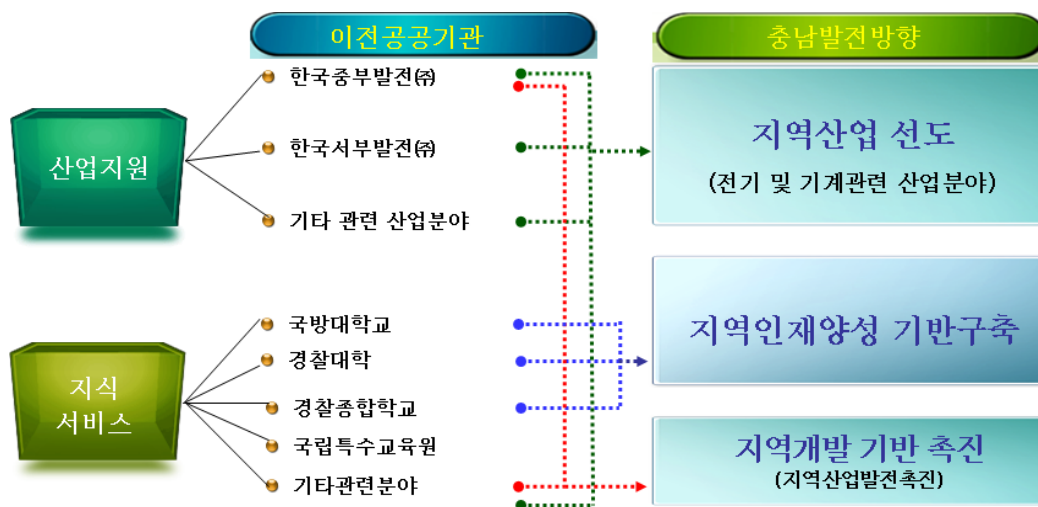 이전공공기관
충남발전방향
산업지원
한국중부발전㈜
한국서부발전㈜
기타 관련 산업분야
지역산업 선도
(전기 및 기계관련 산업분야)
지식
서비스
국방대학교
경찰대학
경찰종합학교
국립특수교육원
기타관련분야
지역인재양성 기반구축
지역개발 기반 촉진
(지역산업발전촉진)